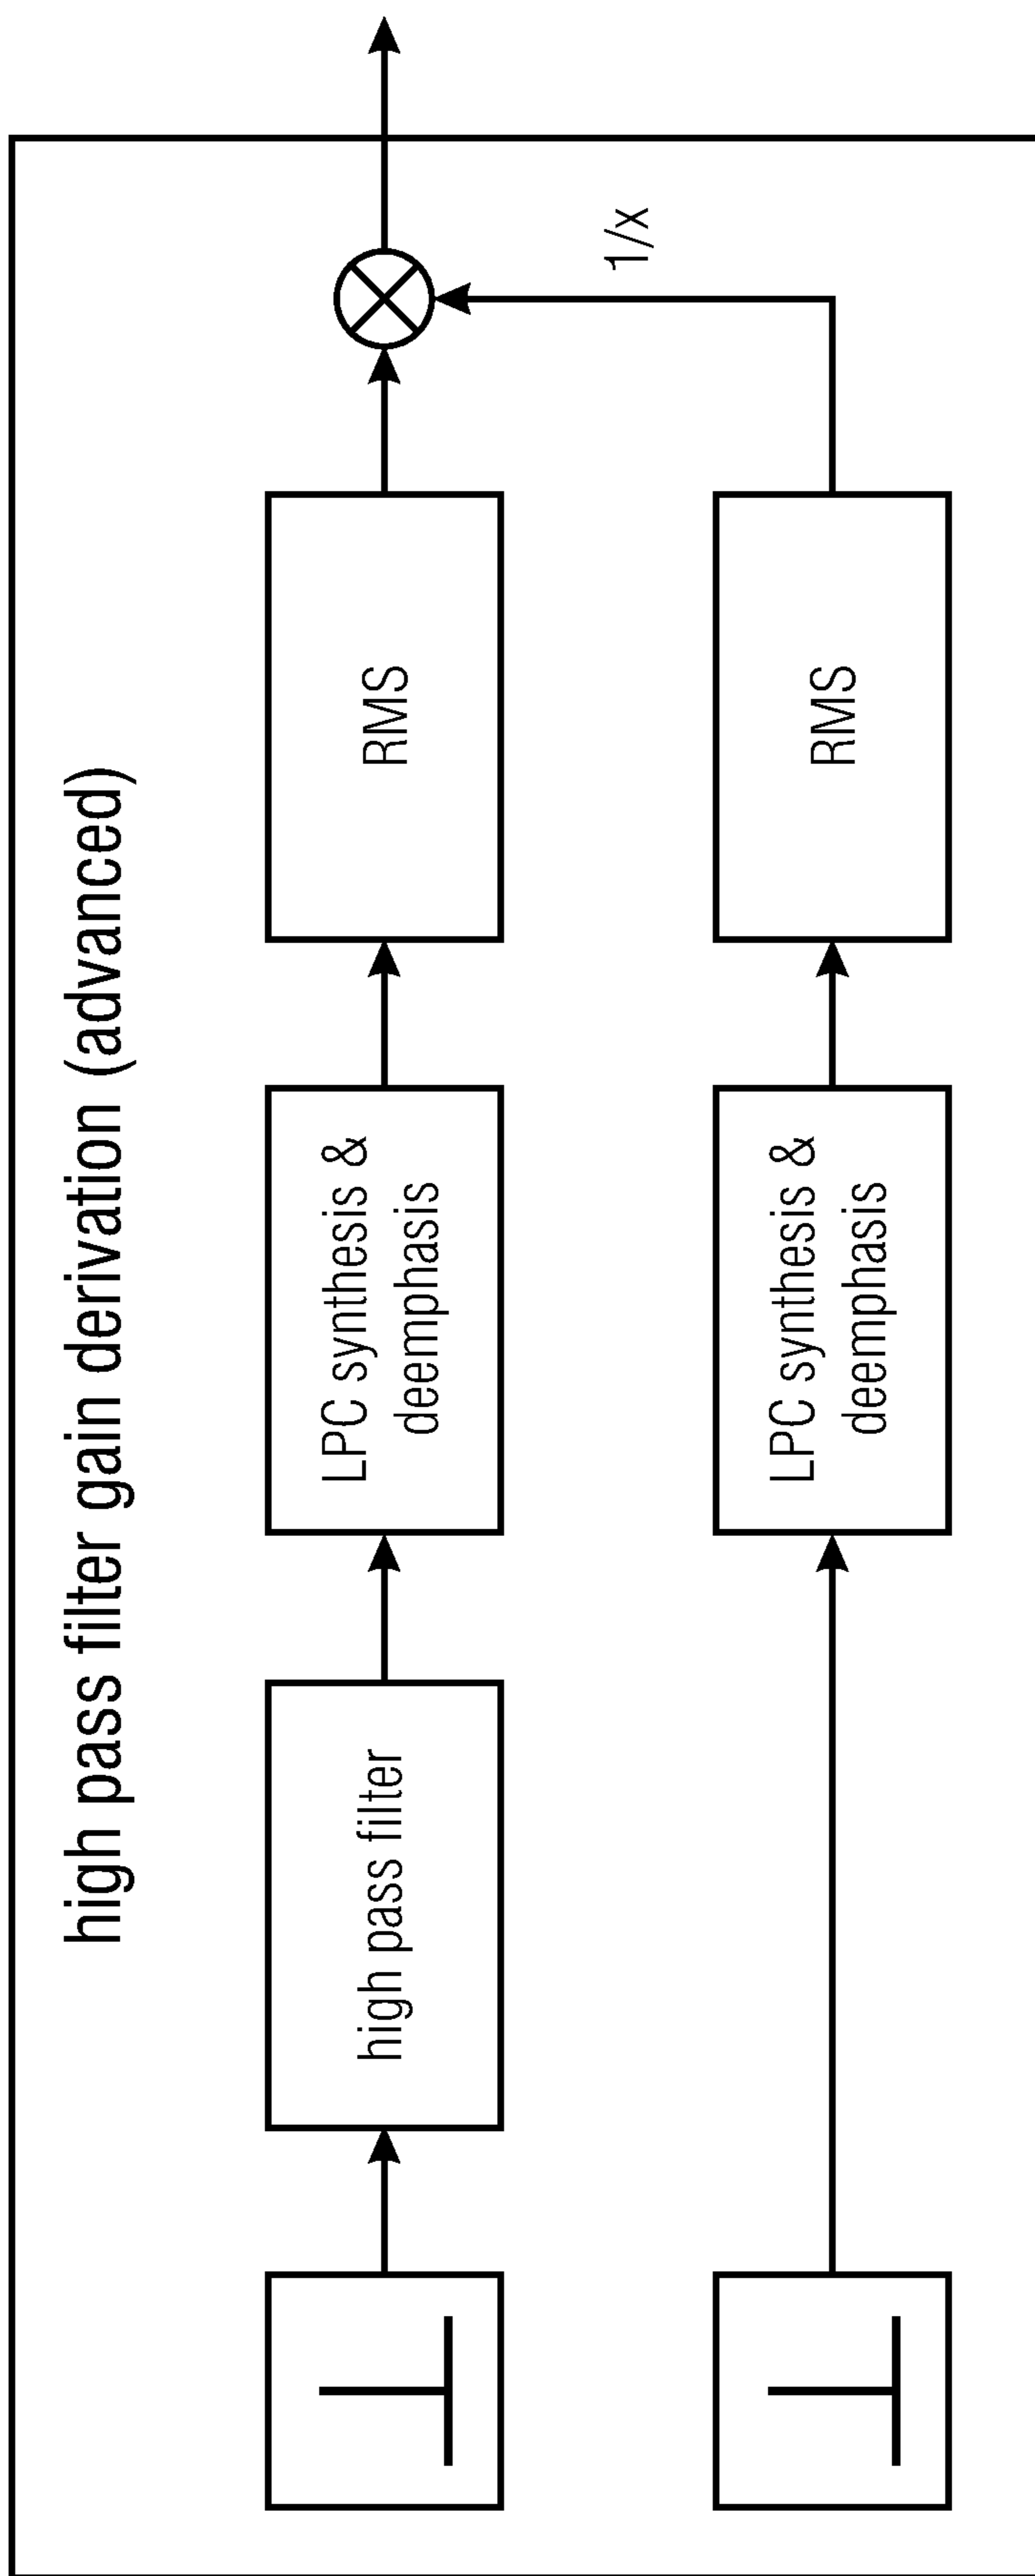 high pass filter gain derivation (advanced)
high pass filter
LPC synthesis &
deemphasis
RMS
1/x
LPC synthesis &
deemphasis
RMS